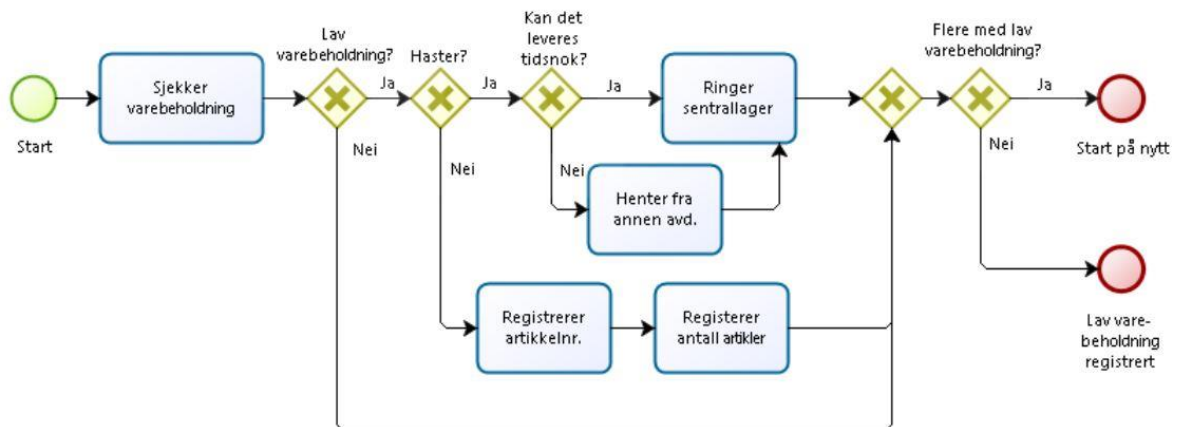 Start
Sjekker
varebeholdning
Lav
varebeholdning?
Ja
Nei
Haster?
Ja
Nei
Kan det
leveres
tidsnok?
Ja
Nei
Ringer
sentrallager
Henter fra
annen avd.
Registrerer
artikkelnr.
Registerer
antall artikler
Flere med lav
varebeholdning?
Ja
Nei
Start på nytt
Lav vare-
beholdning
registrert